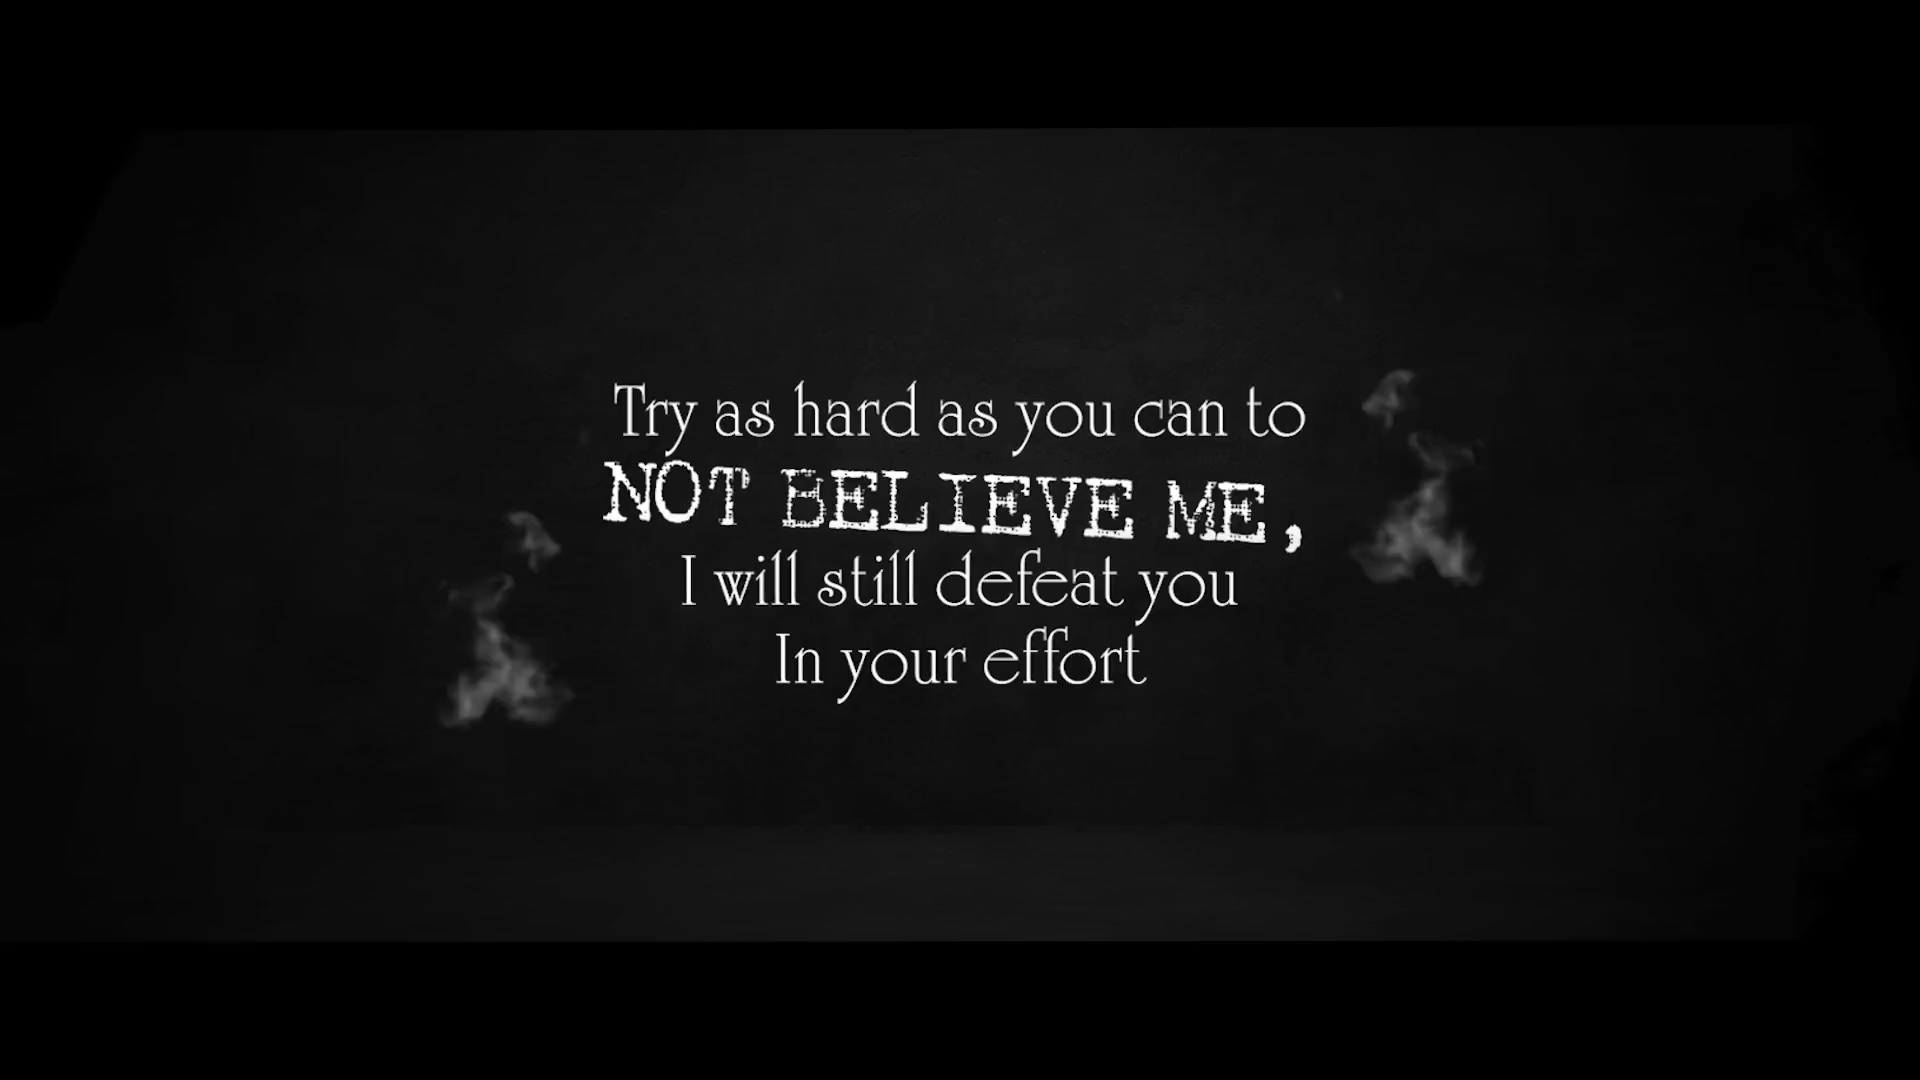 Try as hard as you can to
NOT BELIEVE ME,
I will still defeat you
In your effort